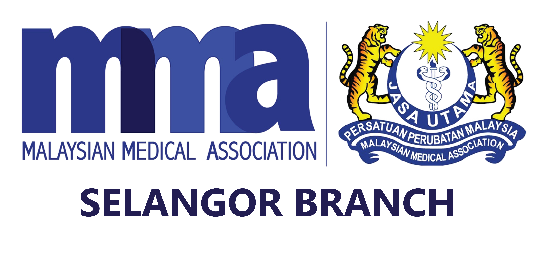 mma
MALAYSIAN MEDICAL ASSOCIATION
JASA UTAMA
PERSATUAN PERUBATAN MALAYSIA
MALAYSIAN MEDICAL ASSOCIATION
SELANGOR BRANCH